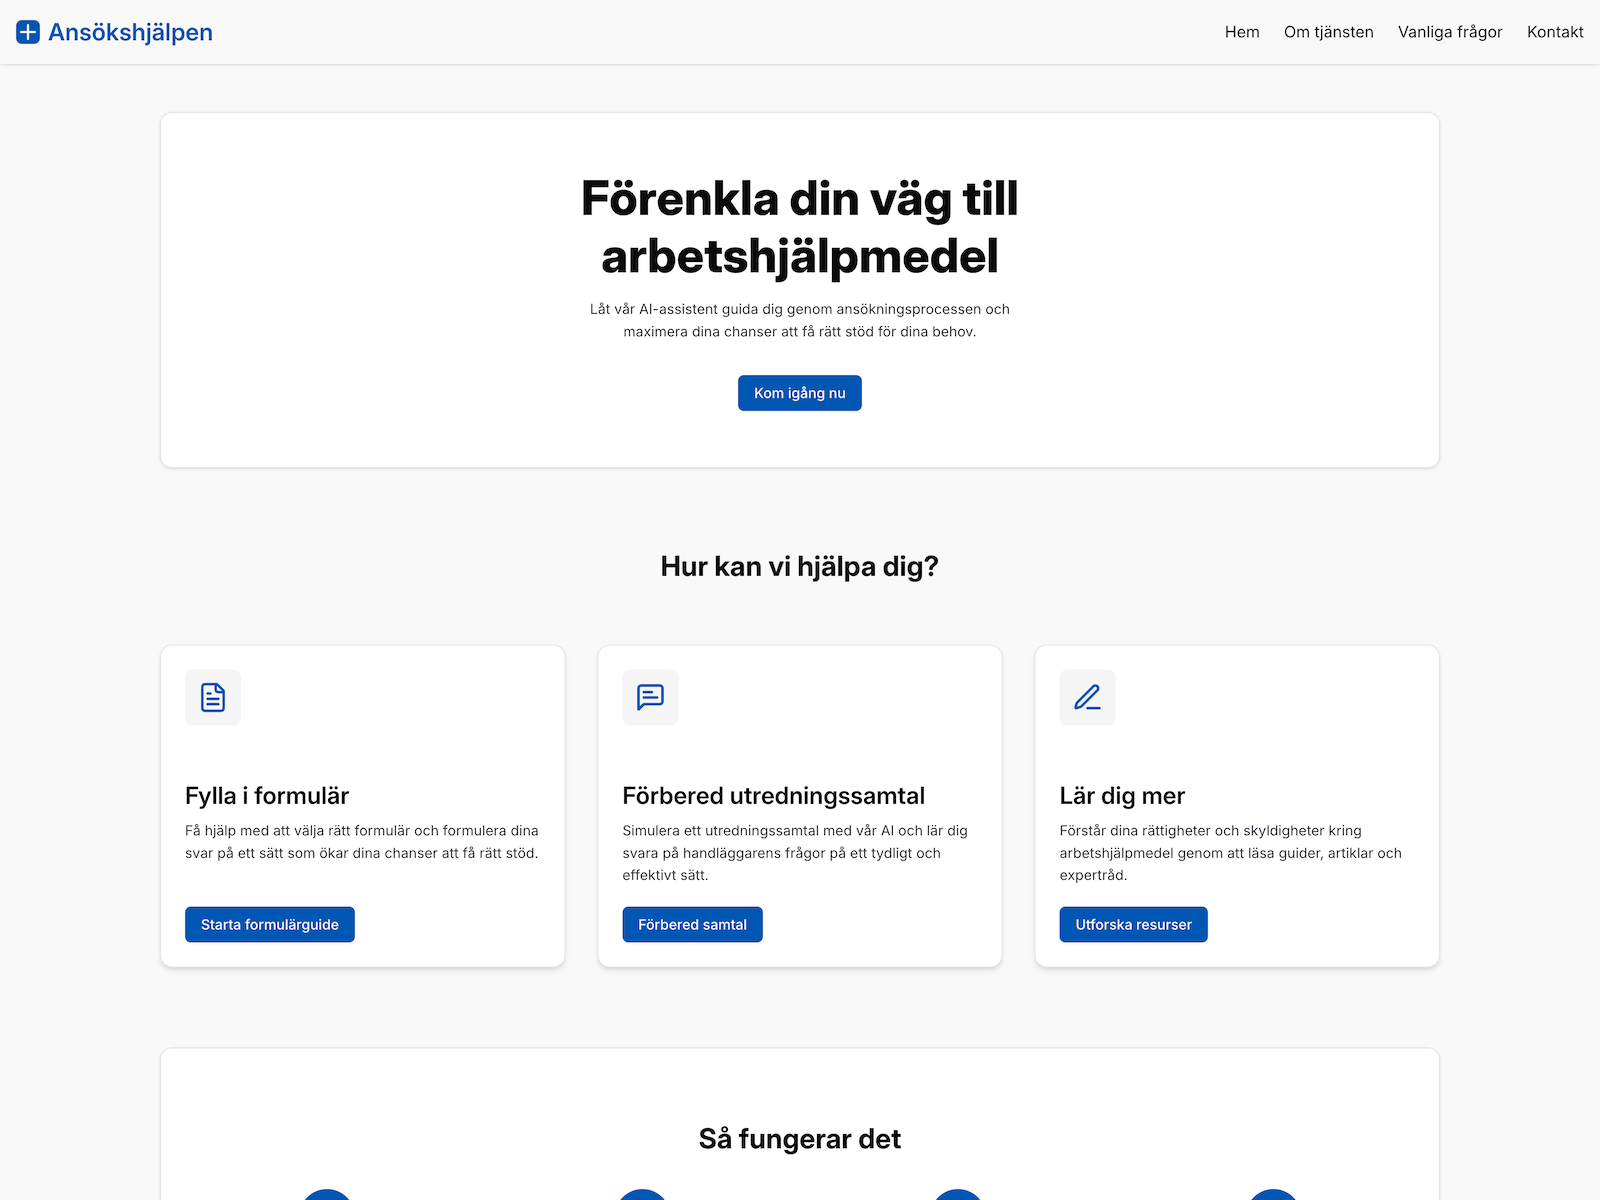 Ansökshjälpen
Hem
Om tjänsten
Vanliga frågor
Kontakt
Förenkla din väg till
arbetshjälpmedel
Låt vår AI-assistent guida dig genom ansökningsprocessen och
maximera dina chanser att få rätt stöd för dina behov.
Kom igång nu
Hur kan vi hjälpa dig?
Fylla i formulär
Få hjälp med att välja rätt formulär och formulera dina
svar på ett sätt som ökar dina chanser att få rätt stöd.
Starta formulärguide
Förbered utredningssamtal
Simulera ett utredningssamtal med vår AI och lär dig
svara på handläggarens frågor på ett tydligt och
effektivt sätt.
Förbered samtal
Lär dig mer
Förstår dina rättigheter och skyldigheter kring
arbetshjälpmedel genom att läsa guider, artiklar och
expertråd.
Utforska resurser
Så fungerar det